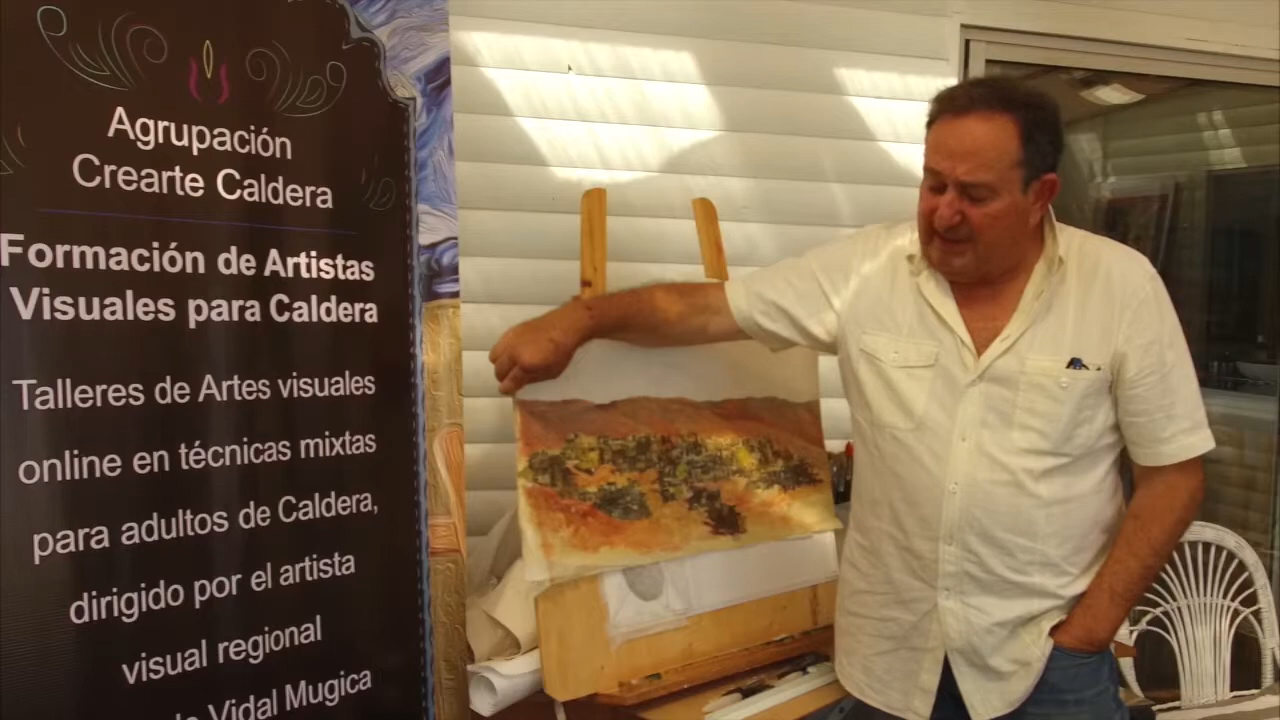 Agrupación
Crearte Caldera
Formación de Artistas
Visuales para Caldera
Talleres de Artes visuales
online en técnicas mixtas
para adultos de Caldera,
dirigido por el artista
visual regional
Vidal Mugica